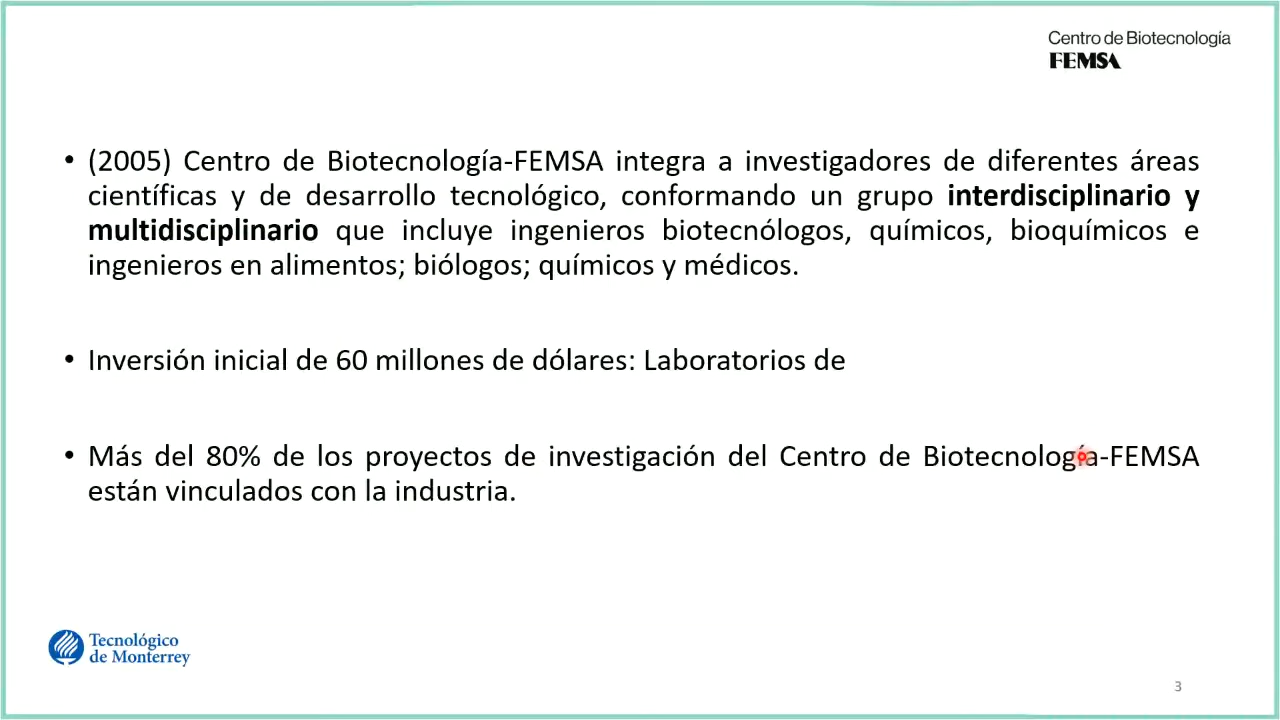 Centro de Biotecnología
FEMSA
• (2005) Centro de Biotecnología-FEMSA integra a investigadores de diferentes áreas
científicas y de desarrollo tecnológico, conformando un grupo interdisciplinario y
multidisciplinario que incluye ingenieros biotecnólogos, químicos, bioquímicos e
ingenieros en alimentos; biólogos; químicos y médicos.
• Inversión inicial de 60 millones de dólares: Laboratorios de
• Más del 80% de los proyectos de investigación del Centro de Biotecnología-FEMSA
están vinculados con la industria.
Tecnológico
de Monterrey
3